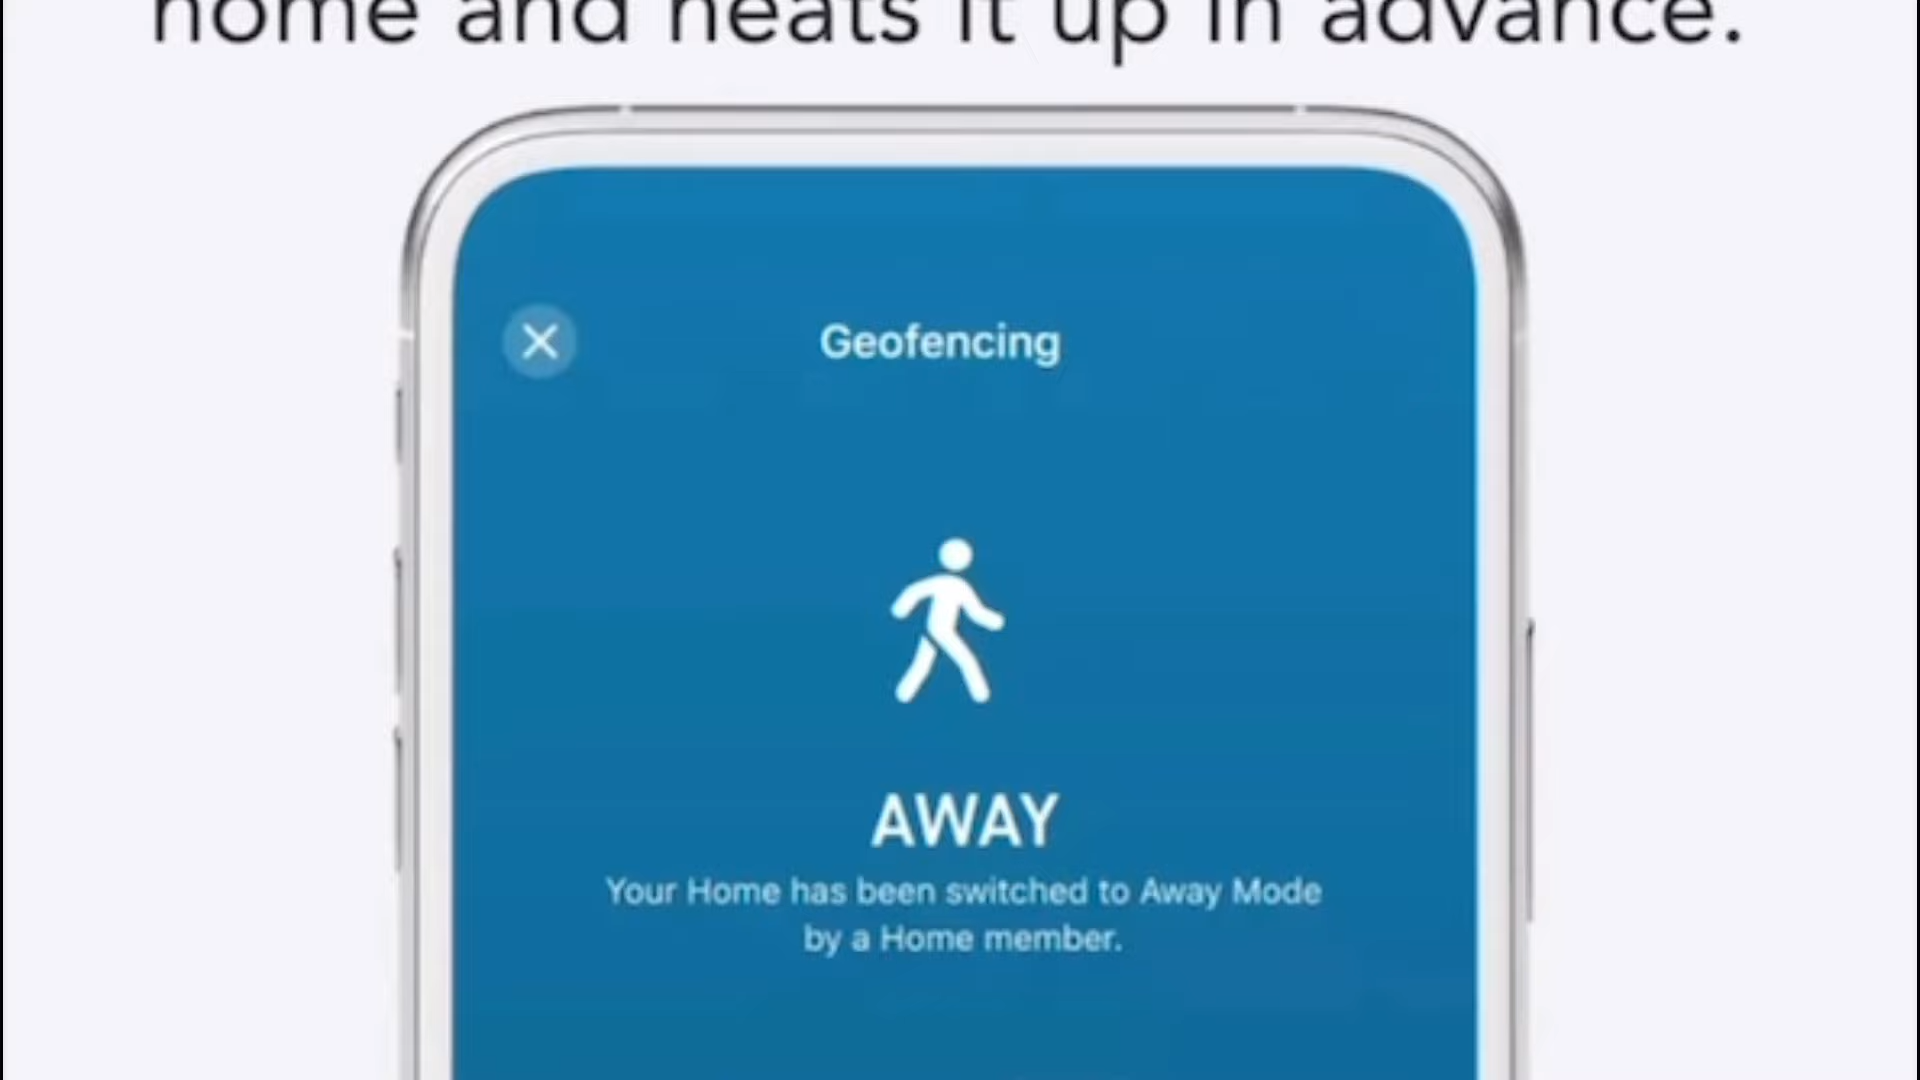 home and heats it up in advance.
Geofencing
AWAY
Your Home has been switched to Away Mode
by a Home member.